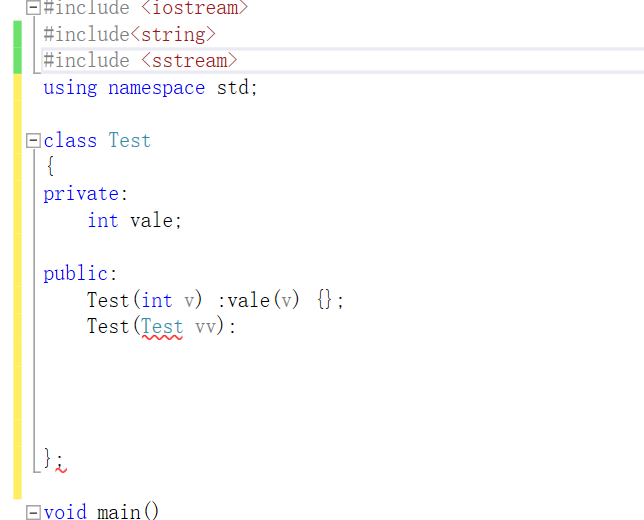 #include <iostream>
#include<string>
#include <sstream>
using namespace std;
class Test
{
private:
int vale;
public:
Test(int v) :vale(v) {};
Test(Test vv):
};
void main()